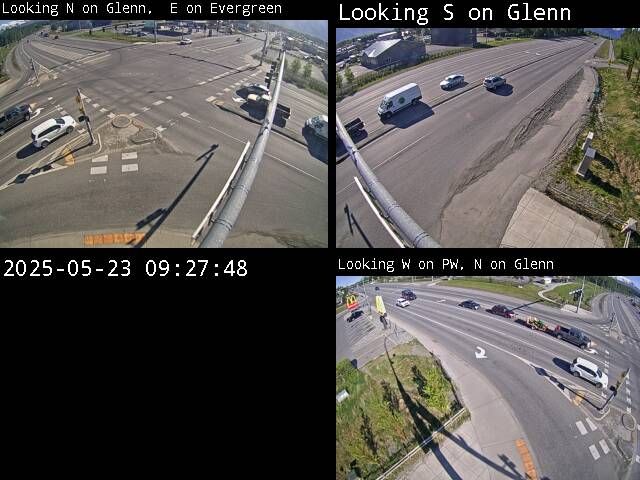 Looking N on Glenn,  E on Evergreen
Looking S on Glenn
2025-05-23 09:27:48
Looking W on PW, N on Glenn